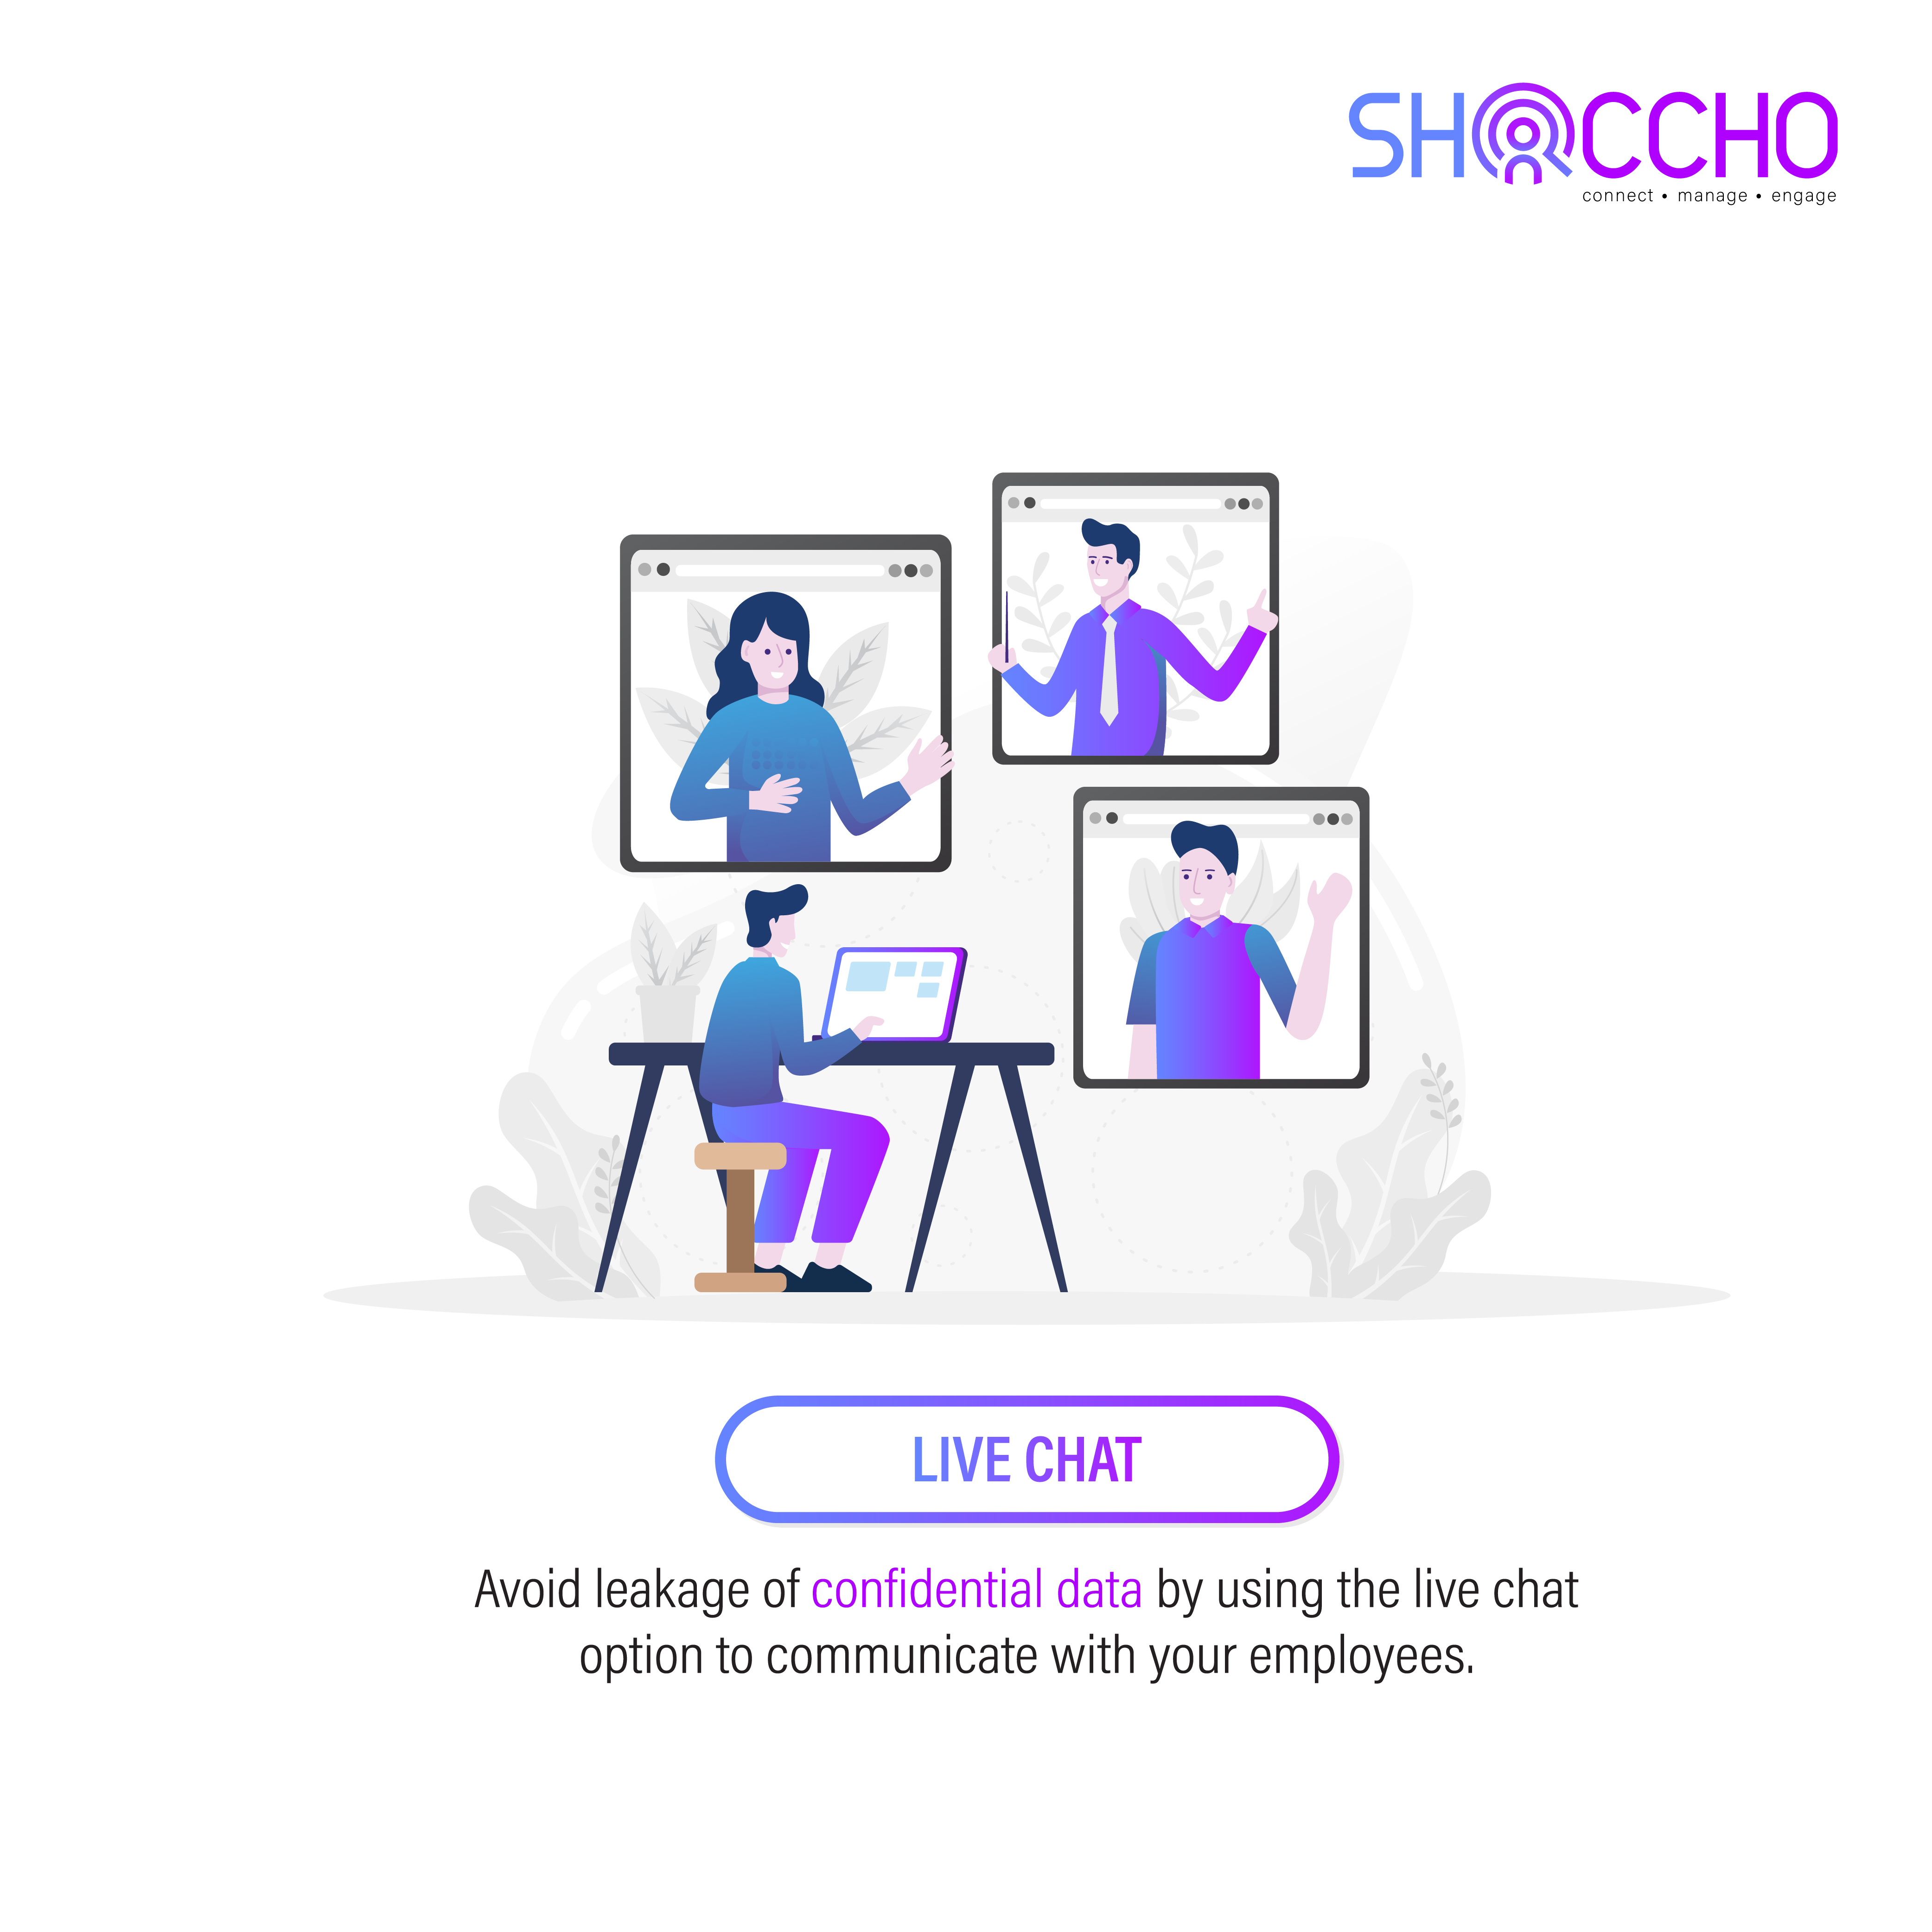 SHOCCHO
connect • manage • engage
LIVE CHAT
Avoid leakage of confidential data by using the live chat
option to communicate with your employees.